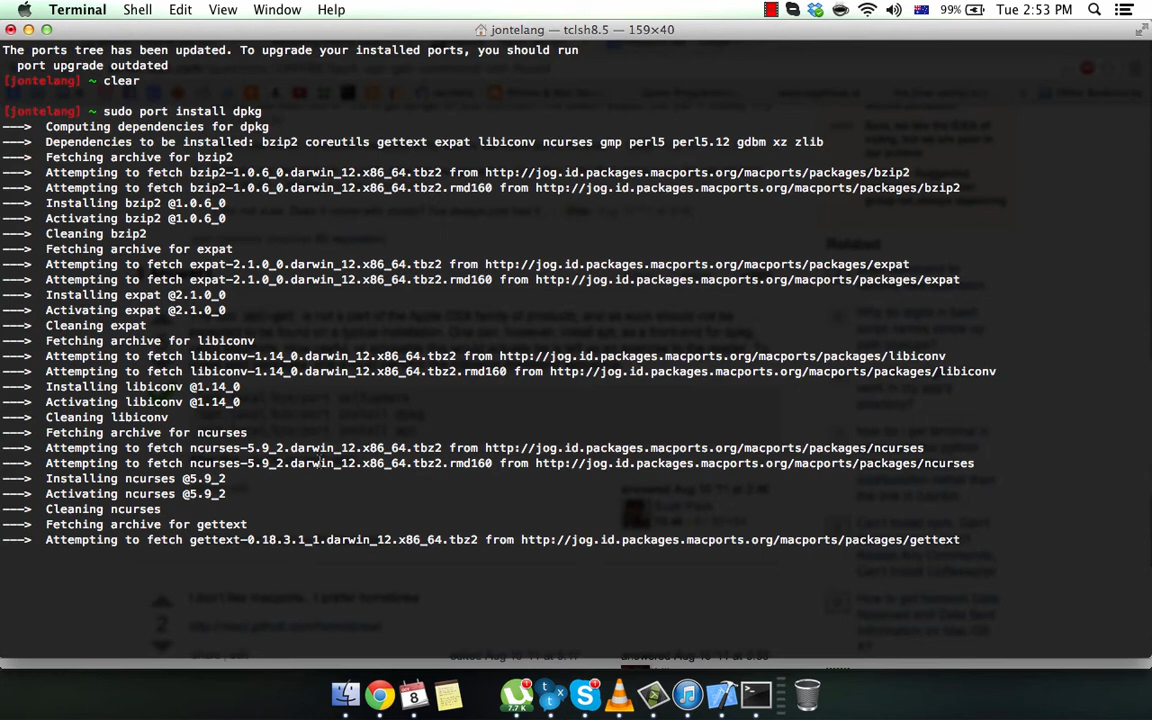 Terminal Shell Edit View Window Help 99% Tue 2:53 PM
jontelang — tclsh8.5 — 159×40
The ports tree has been updated. To upgrade your installed ports, you should run
port upgrade outdated
[jontelang] ~ clear
[jontelang] ~ sudo port install dpkg
---> Computing dependencies for dpkg
---> Dependencies to be installed: bzip2 coreutils gettext expat libiconv ncurses gmp perl5 perl5.12 gdbm xz zlib
---> Fetching archive for bzip2
---> Attempting to fetch bzip2-1.0.6_0.darwin_12.x86_64.tbz2 from http://jog.id.packages.macports.org/macports/packages/bzip2
---> Attempting to fetch bzip2-1.0.6_0.darwin_12.x86_64.tbz2.rmd160 from http://jog.id.packages.macports.org/macports/packages/bzip2
---> Installing bzip2 @1.0.6_0
---> Activating bzip2 @1.0.6_0
---> Cleaning bzip2
---> Fetching archive for expat
---> Attempting to fetch expat-2.1.0_0.darwin_12.x86_64.tbz2 from http://jog.id.packages.macports.org/macports/packages/expat
---> Attempting to fetch expat-2.1.0_0.darwin_12.x86_64.tbz2.rmd160 from http://jog.id.packages.macports.org/macports/packages/expat
---> Installing expat @2.1.0_0
---> Activating expat @2.1.0_0
---> Cleaning expat
---> Fetching archive for libiconv
---> Attempting to fetch libiconv-1.14_0.darwin_12.x86_64.tbz2 from http://jog.id.packages.macports.org/macports/packages/libiconv
---> Attempting to fetch libiconv-1.14_0.darwin_12.x86_64.tbz2.rmd160 from http://jog.id.packages.macports.org/macports/packages/libiconv
---> Installing libiconv @1.14_0
---> Activating libiconv @1.14_0
---> Cleaning libiconv
---> Fetching archive for ncurses
---> Attempting to fetch ncurses-5.9_2.darwin_12.x86_64.tbz2 from http://jog.id.packages.macports.org/macports/packages/ncurses
---> Attempting to fetch ncurses-5.9_2.darwin_12.x86_64.tbz2.rmd160 from http://jog.id.packages.macports.org/macports/packages/ncurses
---> Installing ncurses @5.9_2
---> Activating ncurses @5.9_2
---> Cleaning ncurses
---> Fetching archive for gettext
---> Attempting to fetch gettext-0.18.3.1_1.darwin_12.x86_64.tbz2 from http://jog.id.packages.macports.org/macports/packages/gettext
I don't like macports. I prefer homebrew
2
7.7 K
8